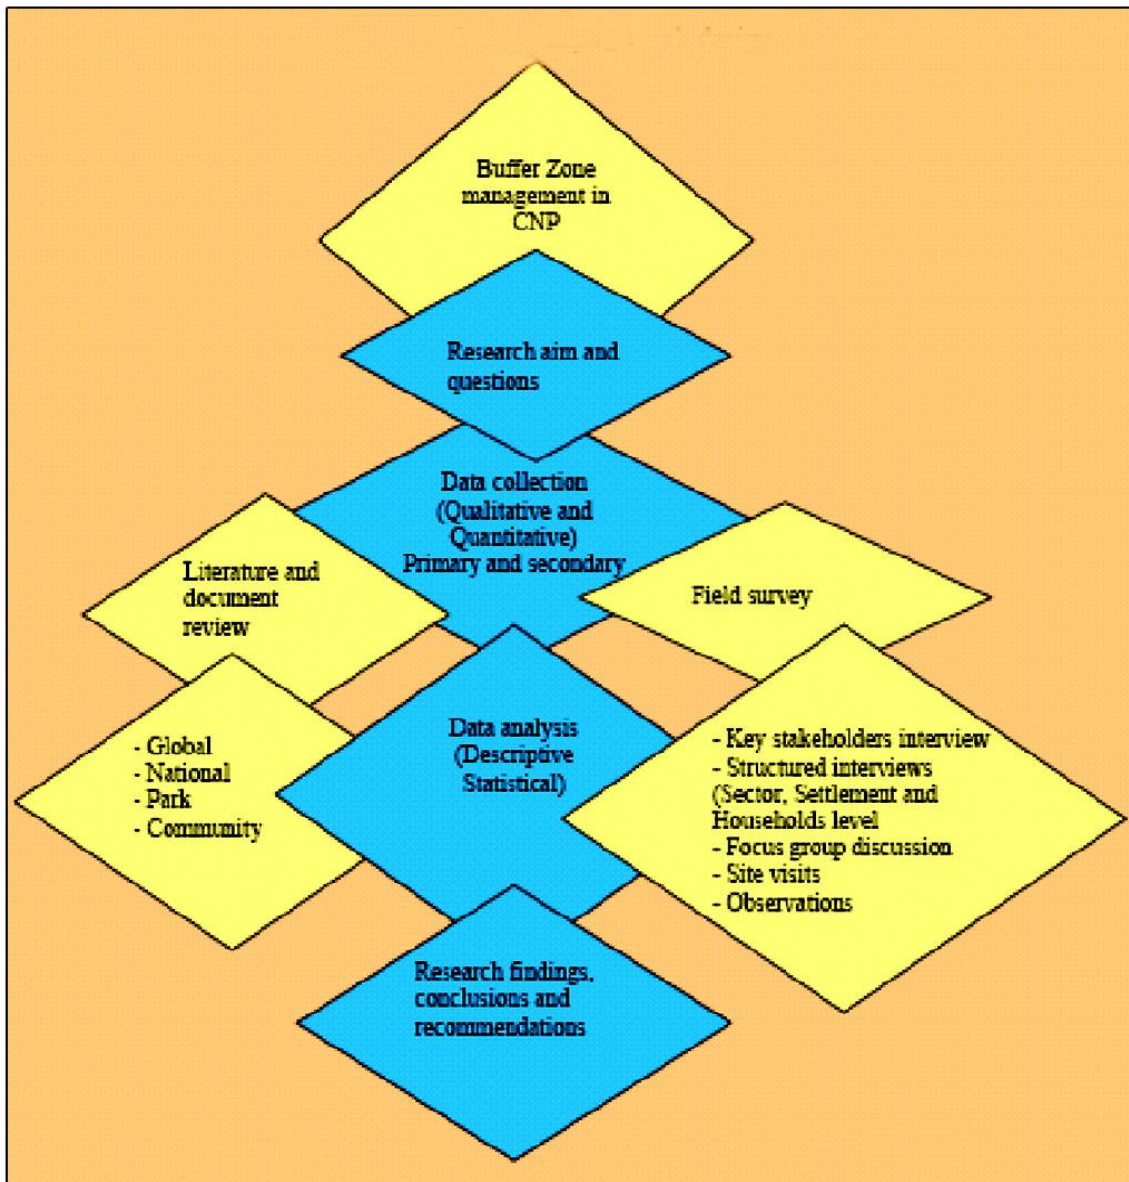 Buffer Zone
management in
CNP
Research aim and
questions
Data collection
(Qualitative and
Quantitative)
Primary and secondary
Literature and
document
review
Field survey
- Global
- National
- Park
- Community
Data analysis
(Descriptive
Statistical)
- Key stakeholders interview
- Structured interviews
(Sector, Settlement and
Households level
- Focus group discussion
- Site visits
- Observations
Research findings,
conclusions and
recommendations